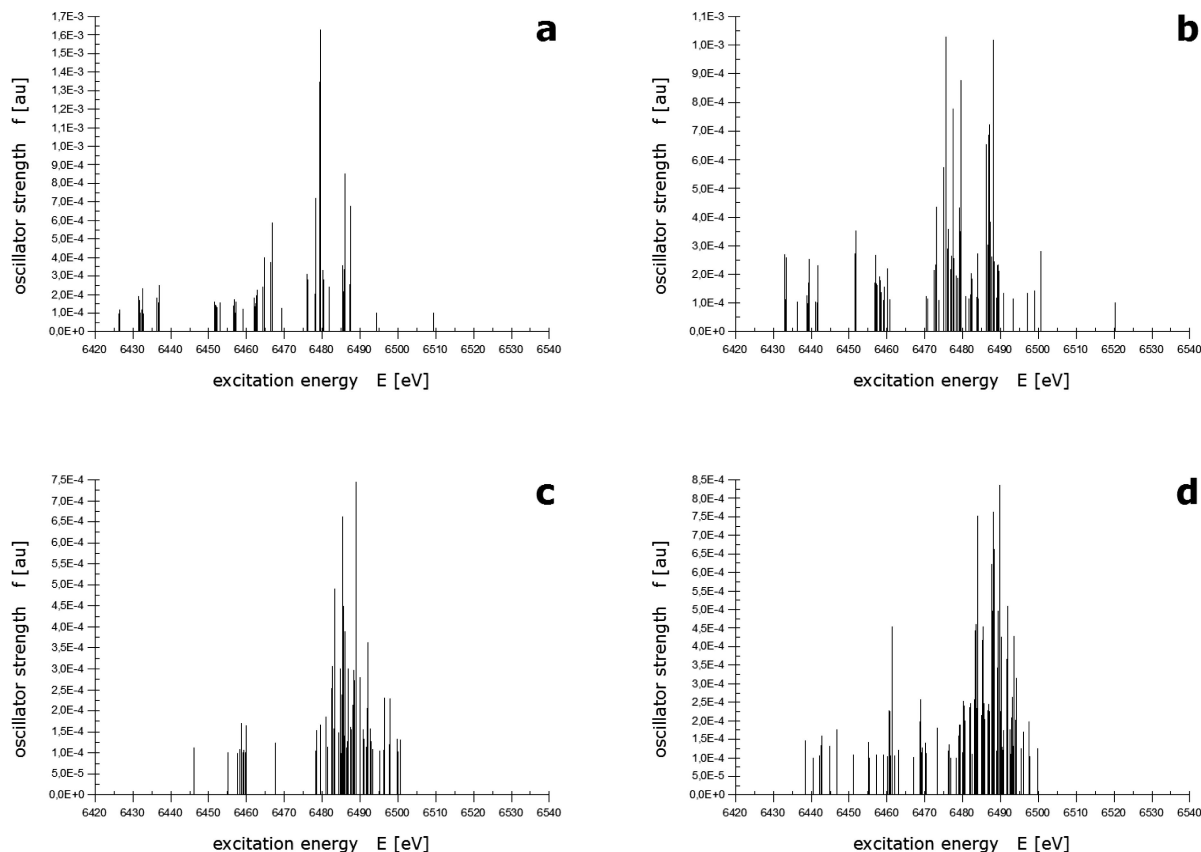 a
oscillator strength f [au]
1,7E-3
1,6E-3
1,5E-3
1,4E-3
1,3E-3
1,2E-3
1,1E-3
1,0E-3
9,0E-4
8,0E-4
7,0E-4
6,0E-4
5,0E-4
4,0E-4
3,0E-4
2,0E-4
1,0E-4
0,0E+0
6420 6430 6440 6450 6460 6470 6480 6490 6500 6510 6520 6530 6540
excitation energy E [eV]
b
oscillator strength f [au]
1,1E-3
1,0E-3
9,0E-4
8,0E-4
7,0E-4
6,0E-4
5,0E-4
4,0E-4
3,0E-4
2,0E-4
1,0E-4
0,0E+0
6420 6430 6440 6450 6460 6470 6480 6490 6500 6510 6520 6530 6540
excitation energy E [eV]
c
oscillator strength f [au]
7,5E-4
7,0E-4
6,5E-4
6,0E-4
5,5E-4
5,0E-4
4,5E-4
4,0E-4
3,5E-4
3,0E-4
2,5E-4
2,0E-4
1,5E-4
1,0E-4
5,0E-5
0,0E+0
6420 6430 6440 6450 6460 6470 6480 6490 6500 6510 6520 6530 6540
excitation energy E [eV]
d
oscillator strength f [au]
8,5E-4
8,0E-4
7,5E-4
7,0E-4
6,5E-4
6,0E-4
5,5E-4
5,0E-4
4,5E-4
4,0E-4
3,5E-4
3,0E-4
2,5E-4
2,0E-4
1,5E-4
1,0E-4
5,0E-5
0,0E+0
6420 6430 6440 6450 6460 6470 6480 6490 6500 6510 6520 6530 6540
excitation energy E [eV]